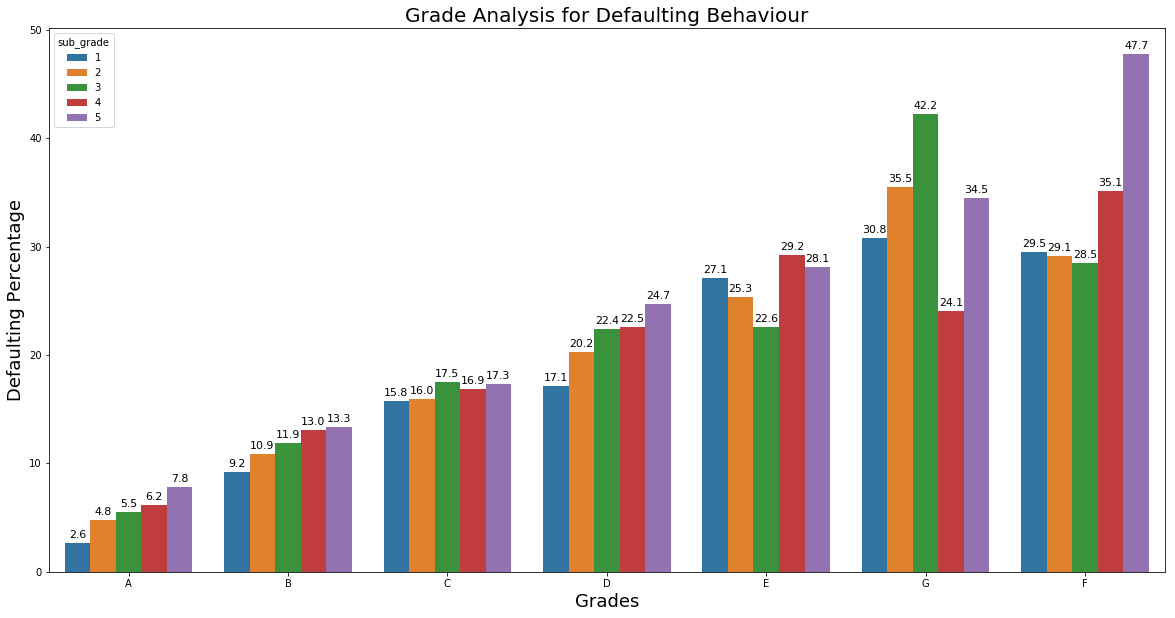 Grade Analysis for Defaulting Behaviour
Defaulting Percentage
50
40
30
20
10
0
sub_grade
1
2
3
4
5
2.6 4.8 5.5 6.2 7.8
9.2 10.9 11.9 13.0 13.3
15.8 16.0 17.5 16.9 17.3
17.1 20.2 22.4 22.5 24.7
27.1 25.3 22.6 29.2 28.1
30.8 35.5 42.2 24.1 34.5
29.5 29.1 28.5 35.1 47.7
A B C D E G F
Grades